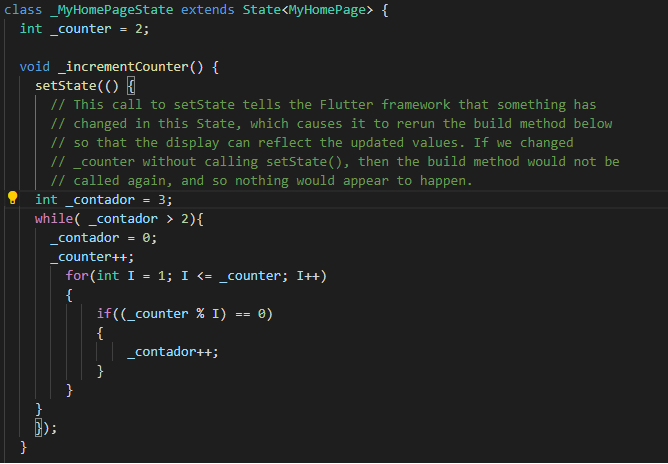 class _MyHomePageState extends State<MyHomePage> {
  int _counter = 2;

  void _incrementCounter() {
    setState(() {
      // This call to setState tells the Flutter framework that something has
      // changed in this State, which causes it to rerun the build method below
      // so that the display can reflect the updated values. If we changed
      // _counter without calling setState(), then the build method would not be
      // called again, and so nothing would appear to happen.
    int _contador = 3;
    while( _contador > 2){
      _contador = 0;
      _counter++;
        for(int I = 1; I <= _counter; I++)
        {
            if((_counter % I) == 0)
            {
                _contador++;
            }
        }
    }
    });
  }